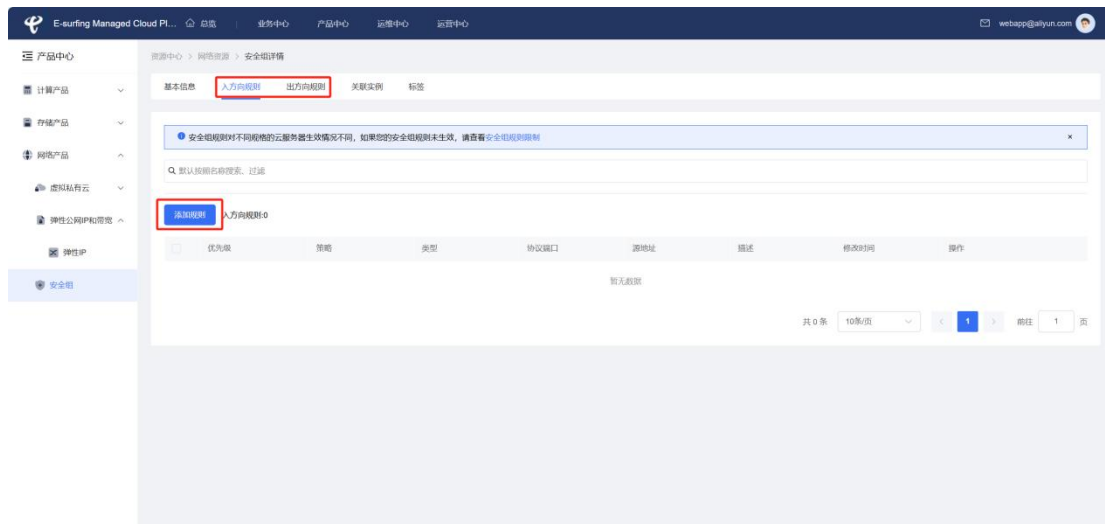 E-surfing Managed Cloud Pl... 总览 业务中心 产品中心 运维中心 运营中心 webapp@aliyun.com
产品中心
资源中心 > 网络资源 > 安全组详情
计算产品
基本信息 入方向规则 出方向规则 关联实例 标签
存储产品
安全组规则对不同规格的云服务器生效情况不同，如果您的安全组规则未生效，请查看安全组规则限制
网络产品
默认按照名称搜索、过滤
虚拟私有云
添加规则 入方向规则:0
弹性公网IP和带宽
优先级 策略 类型 协议端口 源地址 描述 修改时间 操作
弹性IP
暂无数据
安全组
共 0 条 10条/页 < 1 > 前往 1 页